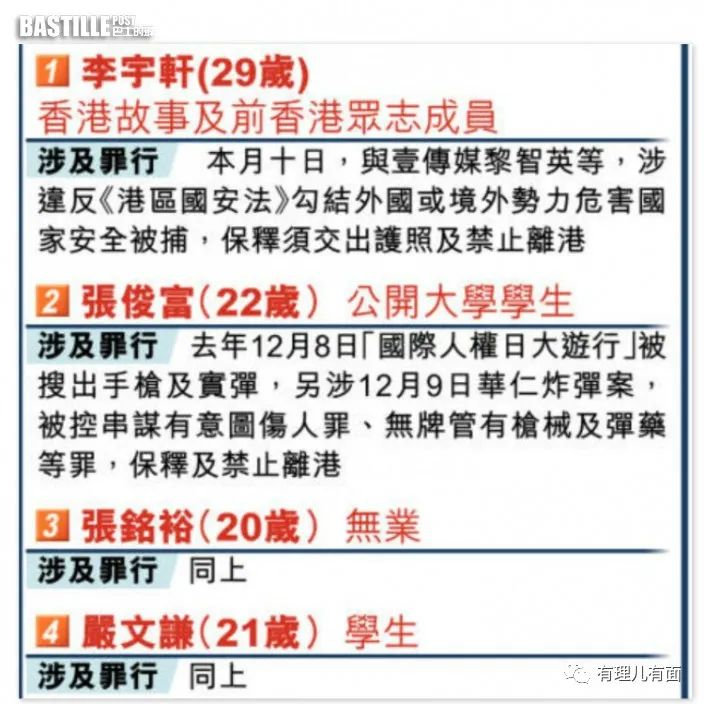 BASTILLE POST
巴士的報
1 李宇軒(29歲)
香港故事及前香港眾志成員
涉及罪行 本月十日，與壹傳媒黎智英等，涉
違反《港區國安法》勾結外國或境外勢力危害國
家安全被捕，保釋須交出護照及禁止離港
2 張俊富(22歲) 公開大學學生
涉及罪行 去年12月8日「國際人權日大遊行」被
搜出手槍及實彈，另涉12月9日華仁炸彈案，
被控串謀有意圖傷人罪、無牌管有槍械及彈藥
等罪，保釋及禁止離港
3 張銘裕(20歲) 無業
涉及罪行 同上
4 嚴文謙(21歲) 學生
涉及罪行 同上
有理儿有面